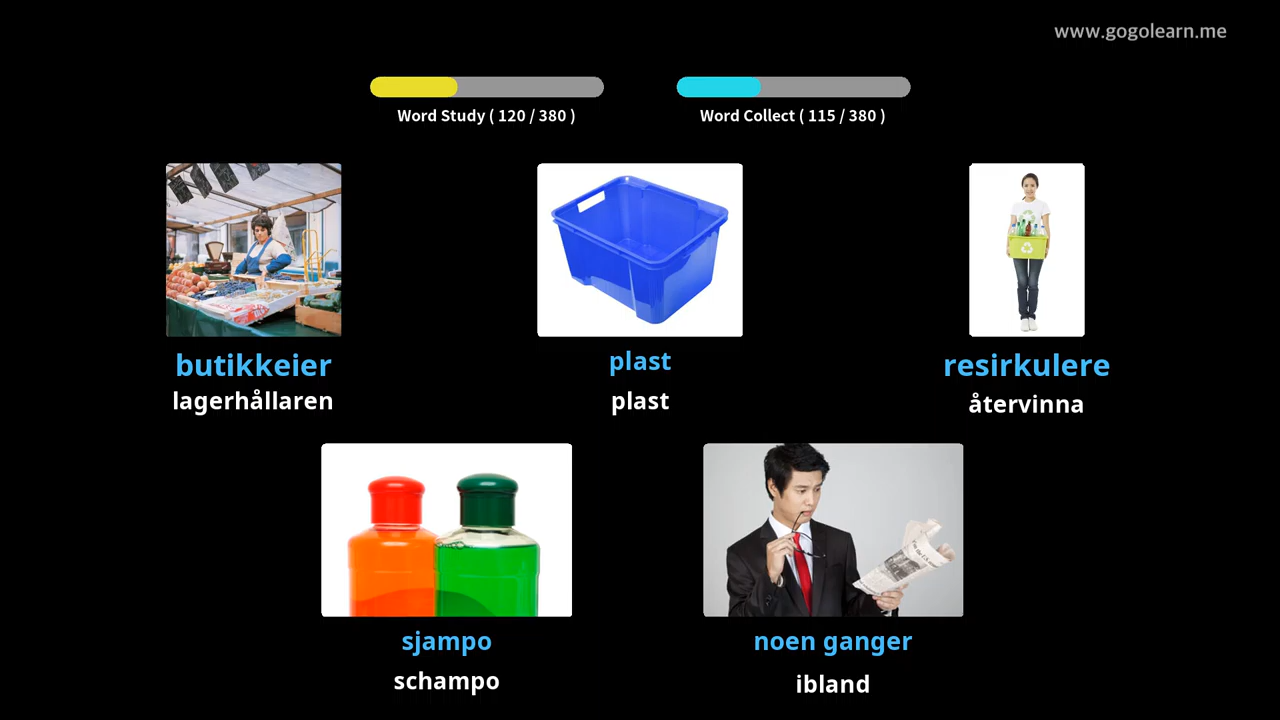 www.gogolearn.me
Word Study ( 120 / 380 )
Word Collect ( 115 / 380 )
butikkeier
lagerhållaren
plast
plast
resirkulere
återvinna
sjampo
schampo
noen ganger
ibland